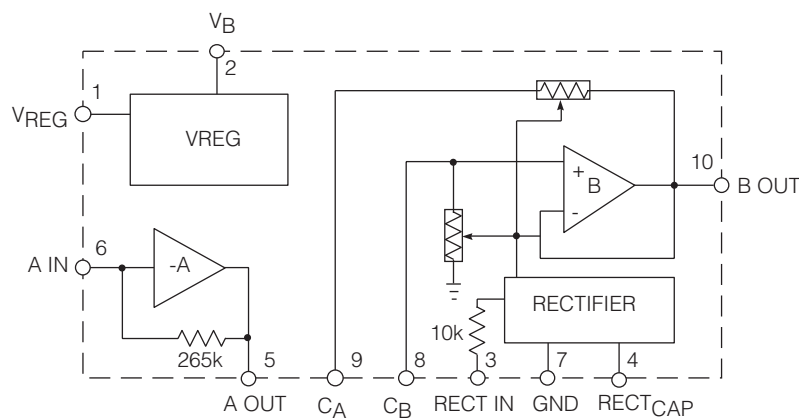 VB
2
1
VREG
VREG
10
+
B
-
B OUT
6
A IN
-A
265k
RECTIFIER
10k
5
9
8
3
7
4
A OUT
CA
CB
RECT IN
GND
RECTCAP